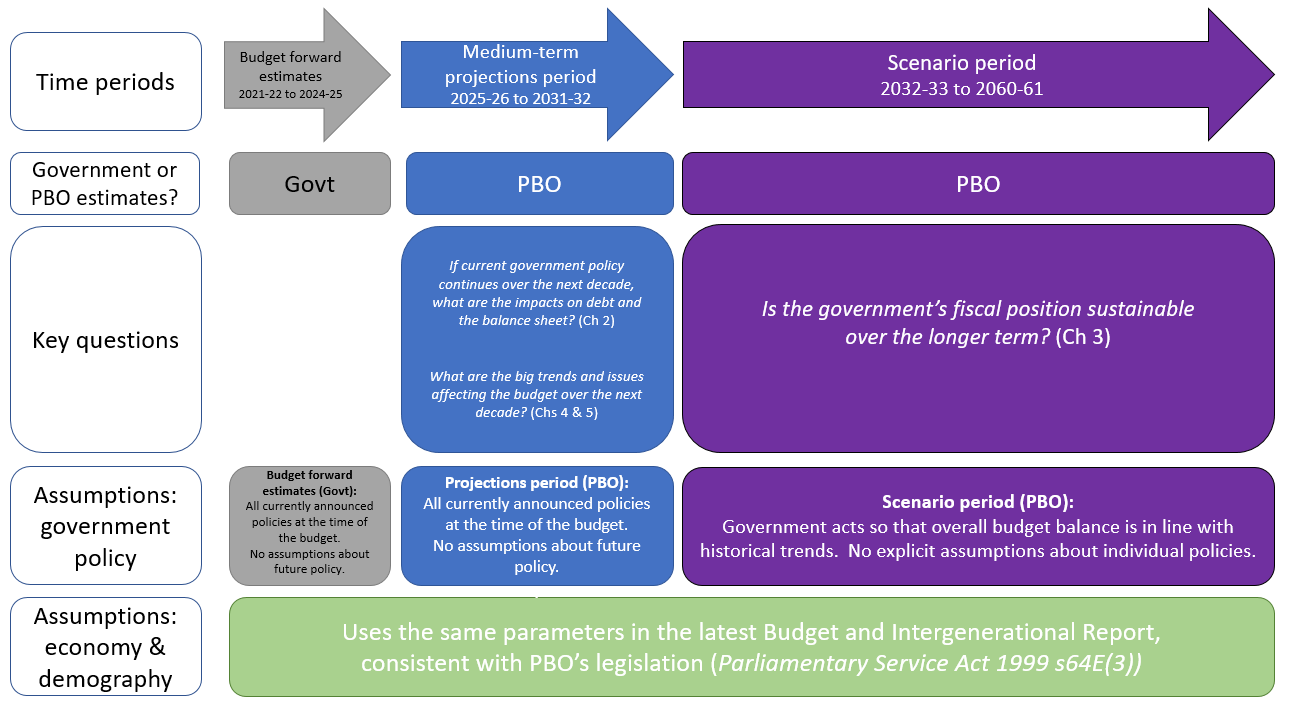 Time periods
Budget forward
estimates
2021-22 to 2024-25
Medium-term
projections period
2025-26 to 2031-32
Scenario period
2032-33 to 2060-61
Government or
PBO estimates?
Govt
PBO
PBO
Key questions
If current government policy
continues over the next decade,
what are the impacts on debt and
the balance sheet? (Ch 2)
What are the big trends and issues
affecting the budget over the next
decade? (Chs 4 & 5)
Is the government’s fiscal position sustainable
over the longer term? (Ch 3)
Assumptions:
government
policy
Budget forward
estimates (Govt):
All currently announced
policies at the time of
the budget.
No assumptions about
future policy.
Projections period (PBO):
All currently announced policies
at the time of the budget.
No assumptions about future
policy.
Scenario period (PBO):
Government acts so that overall budget balance is in line with
historical trends.  No explicit assumptions about individual policies.
Assumptions:
economy &
demography
Uses the same parameters in the latest Budget and Intergenerational Report,
consistent with PBO’s legislation (Parliamentary Service Act 1999 s64E(3))